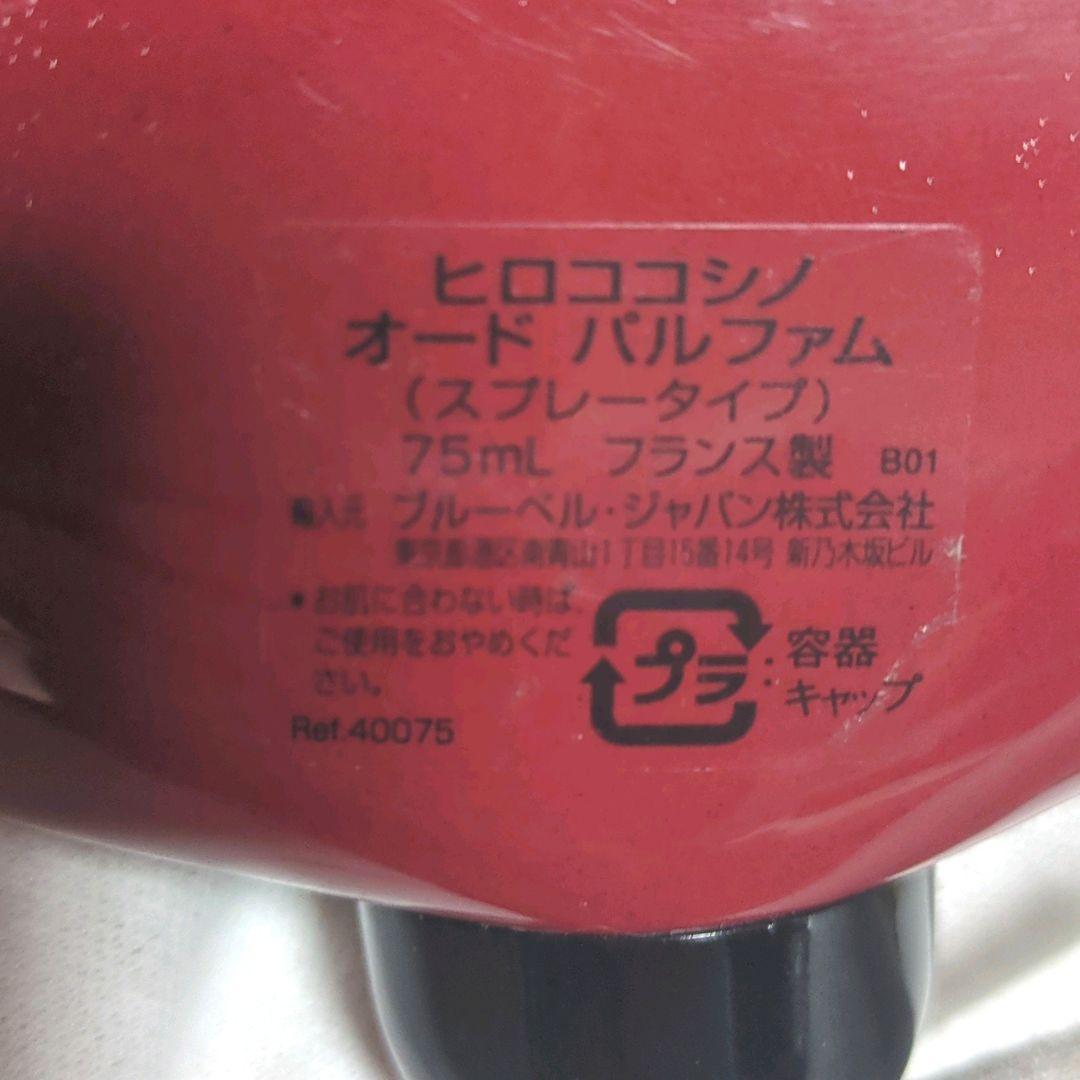 ヒロココシノ
オード パルファム
(スプレータイプ)
75mL フランス製 B01
輸入元 ブルーベル・ジャパン株式会社
東京都港区南青山1丁目15番14号 新乃木坂ビル
•お肌に合わない時は、
ご使用をおやめくだ
さい。
Ref.40075
プラ:容器
キャップ